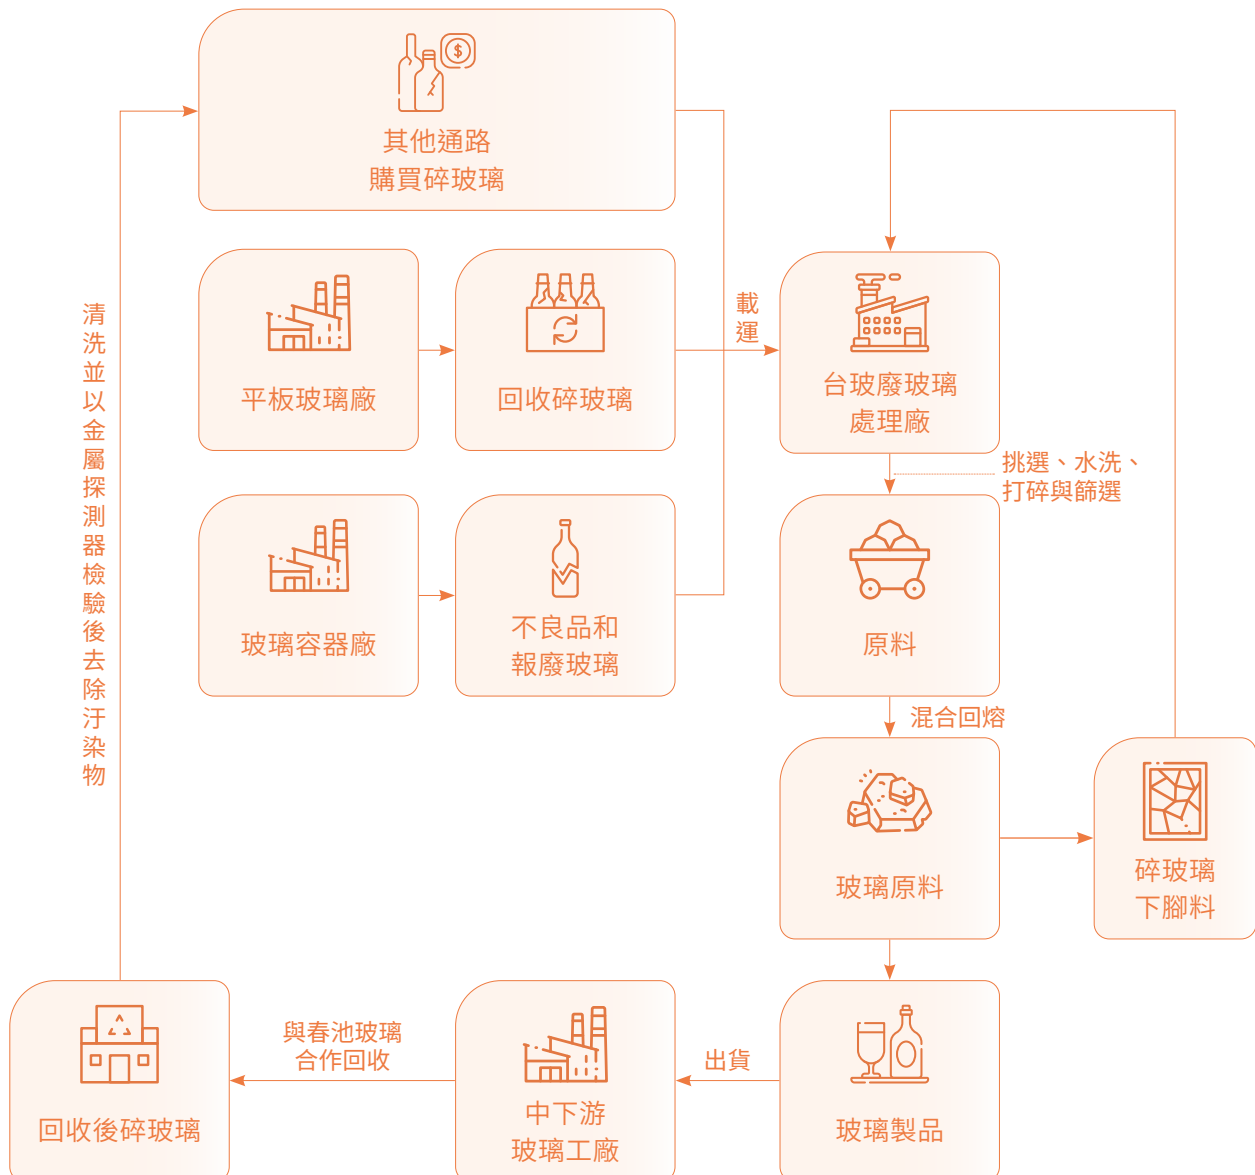 其他通路
購買碎玻璃
平板玻璃廠
回收碎玻璃
載運
台玻廢玻璃
處理廠
挑選、水洗、
打碎與篩選
玻璃容器廠
不良品和
報廢玻璃
原料
混合回熔
玻璃原料
碎玻璃
下腳料
玻璃製品
出貨
中下游
玻璃工廠
與春池玻璃
合作回收
回收後碎玻璃
清洗並以金屬探測器檢驗後去除汙染物